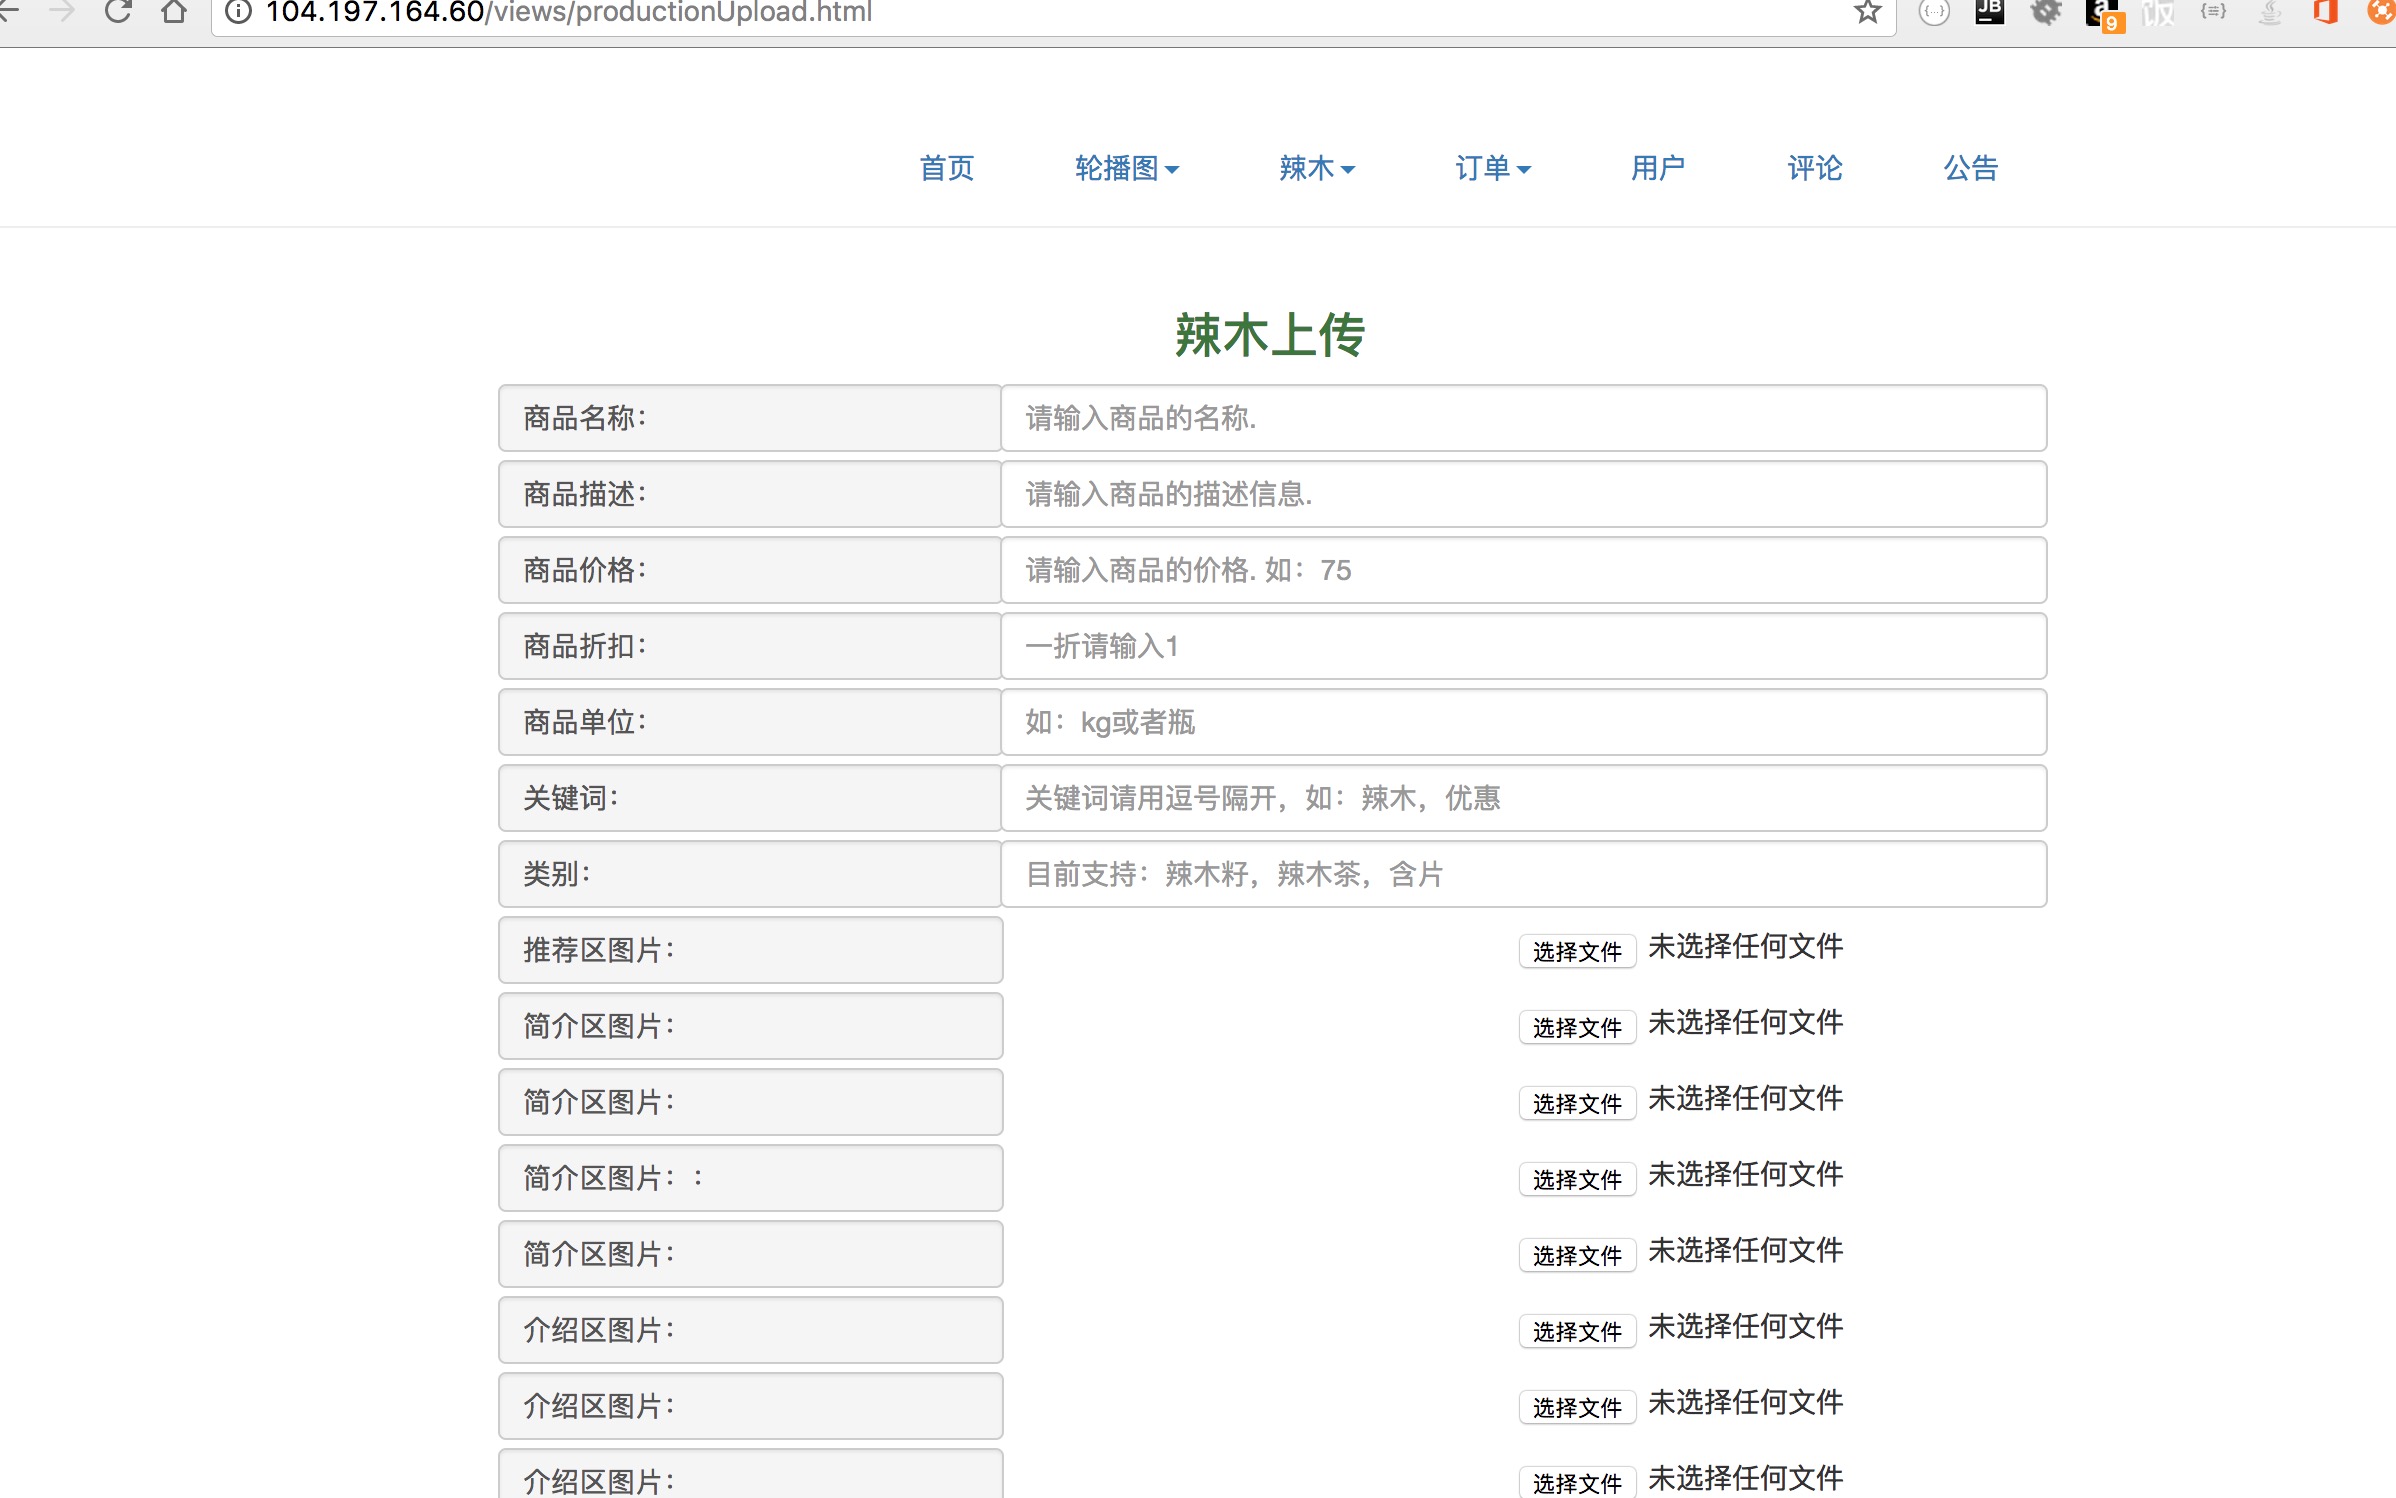 104.197.164.60/views/productionUpload.html
JB
a
9
饭
首页 轮播图 辣木 订单 用户 评论 公告
辣木上传
商品名称： 请输入商品的名称.
商品描述： 请输入商品的描述信息.
商品价格： 请输入商品的价格. 如：75
商品折扣： 一折请输入1
商品单位： 如：kg或者瓶
关键词： 关键词请用逗号隔开，如：辣木，优惠
类别： 目前支持：辣木籽，辣木茶，含片
推荐区图片： 选择文件 未选择任何文件
简介区图片： 选择文件 未选择任何文件
简介区图片： 选择文件 未选择任何文件
简介区图片：： 选择文件 未选择任何文件
简介区图片： 选择文件 未选择任何文件
介绍区图片： 选择文件 未选择任何文件
介绍区图片： 选择文件 未选择任何文件
介绍区图片： 选择文件 未选择任何文件